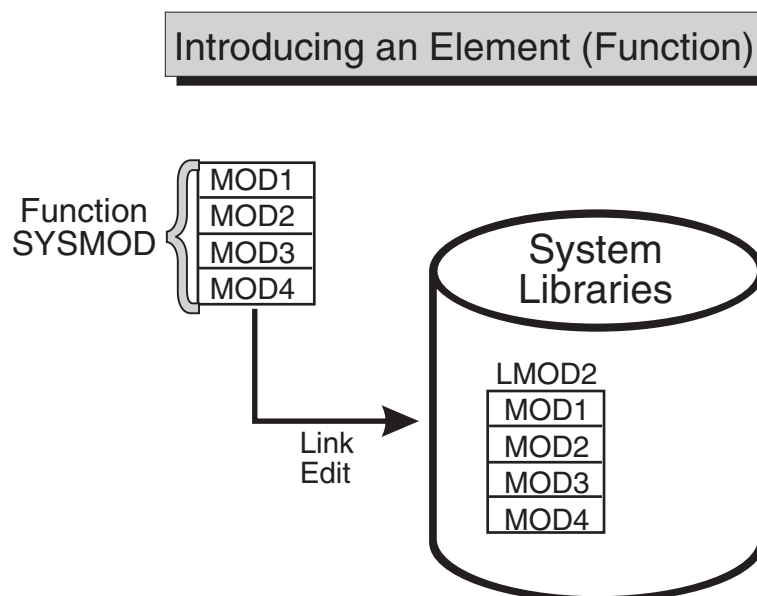 Introducing an Element (Function)
Function
SYSMOD
MOD1
MOD2
MOD3
MOD4
Link
Edit
System
Libraries
LMOD2
MOD1
MOD2
MOD3
MOD4